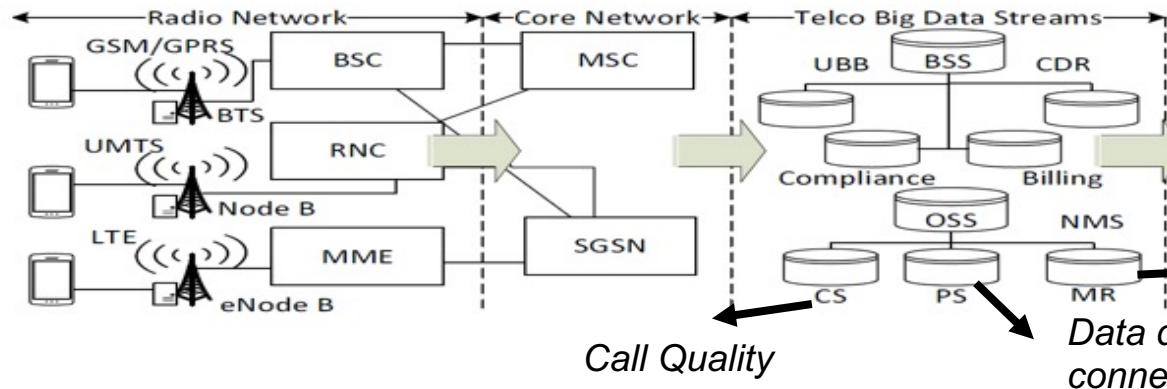 Radio Network
Core Network
Telco Big Data Streams
GSM/GPRS
BSC
MSC
UBB
BSS
CDR
BTS
UMTS
RNC
Node B
Compliance
Billing
OSS
NMS
LTE
MME
SGSN
eNode B
CS
PS
MR
Call Quality
Data